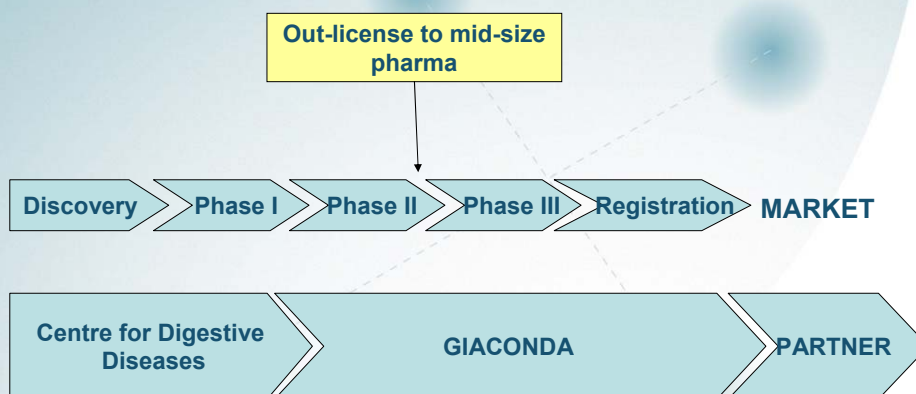 Out-license to mid-size
pharma
Discovery
Phase I
Phase II
Phase III
Registration
MARKET
Centre for Digestive
Diseases
GIACONDA
PARTNER